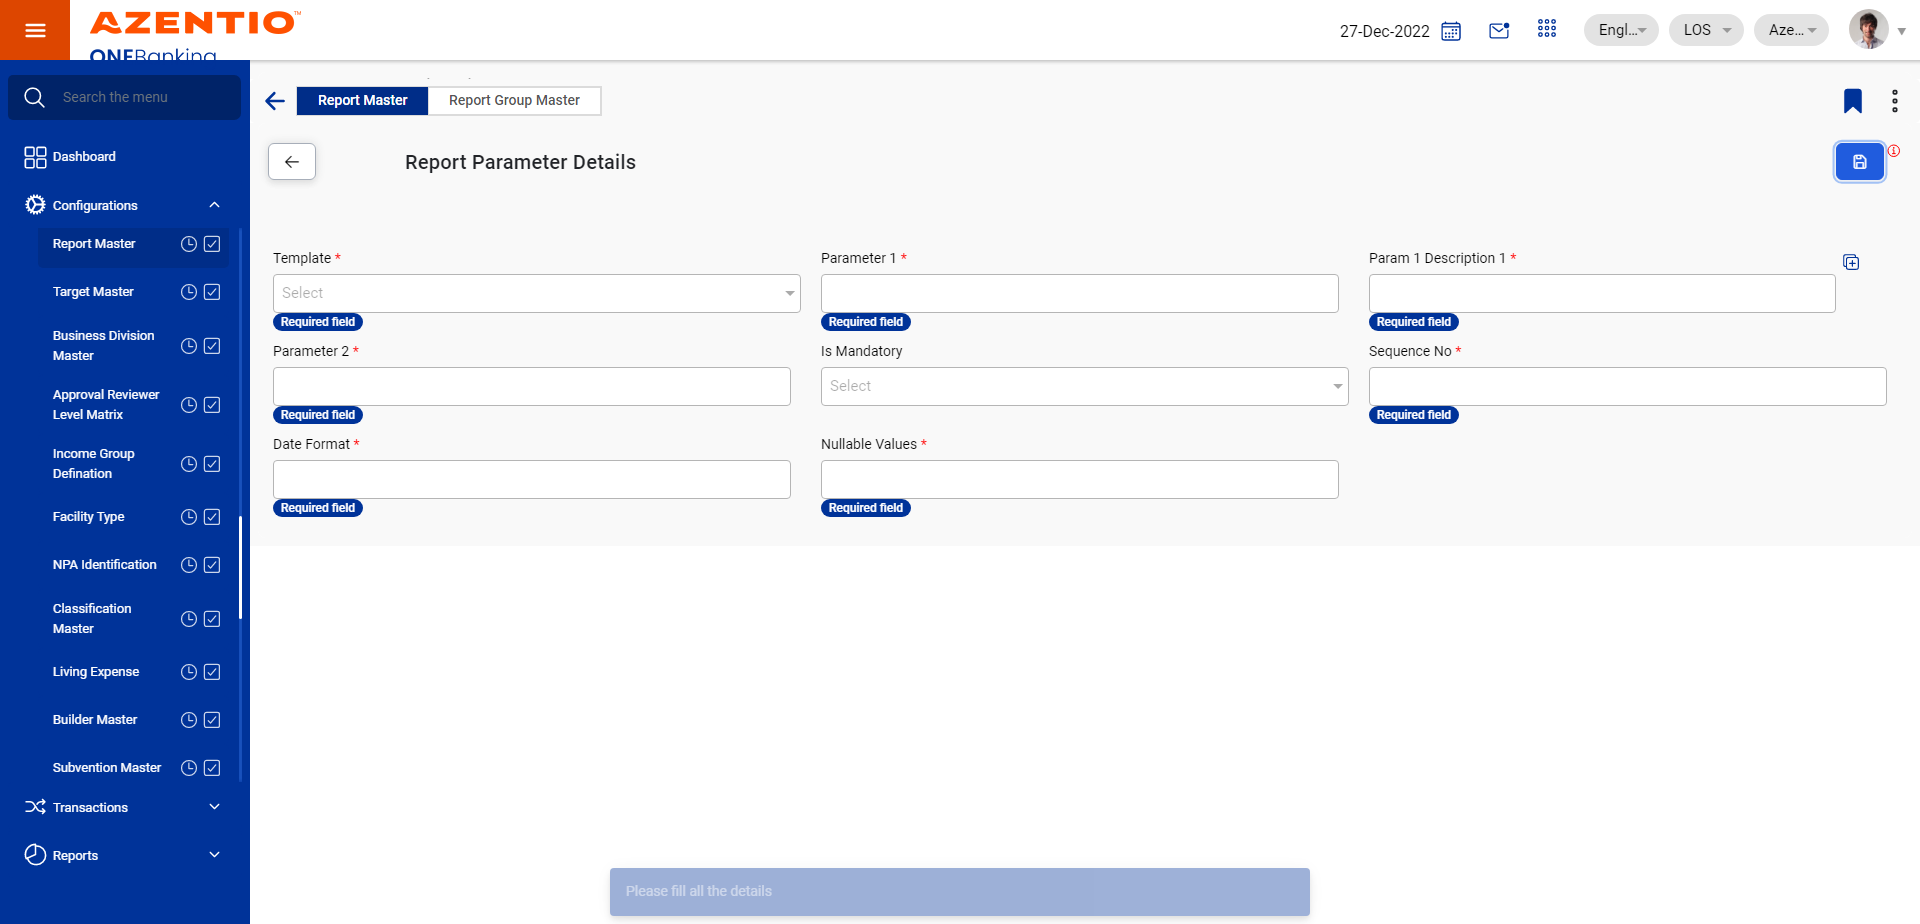 AZENTIO™
ONEBanking
27-Dec-2022
Engl...
LOS
Aze...
Search the menu
Report Master
Report Group Master
Dashboard
Report Parameter Details
Configurations
Report Master
Target Master
Business Division
Master
Approval Reviewer
Level Matrix
Income Group
Defination
Facility Type
NPA Identification
Classification
Master
Living Expense
Builder Master
Subvention Master
Transactions
Reports
Template *
Parameter 1 *
Param 1 Description 1 *
Select
Required field
Required field
Required field
Parameter 2 *
Is Mandatory
Sequence No *
Select
Required field
Required field
Date Format *
Nullable Values *
Required field
Required field
Please fill all the details